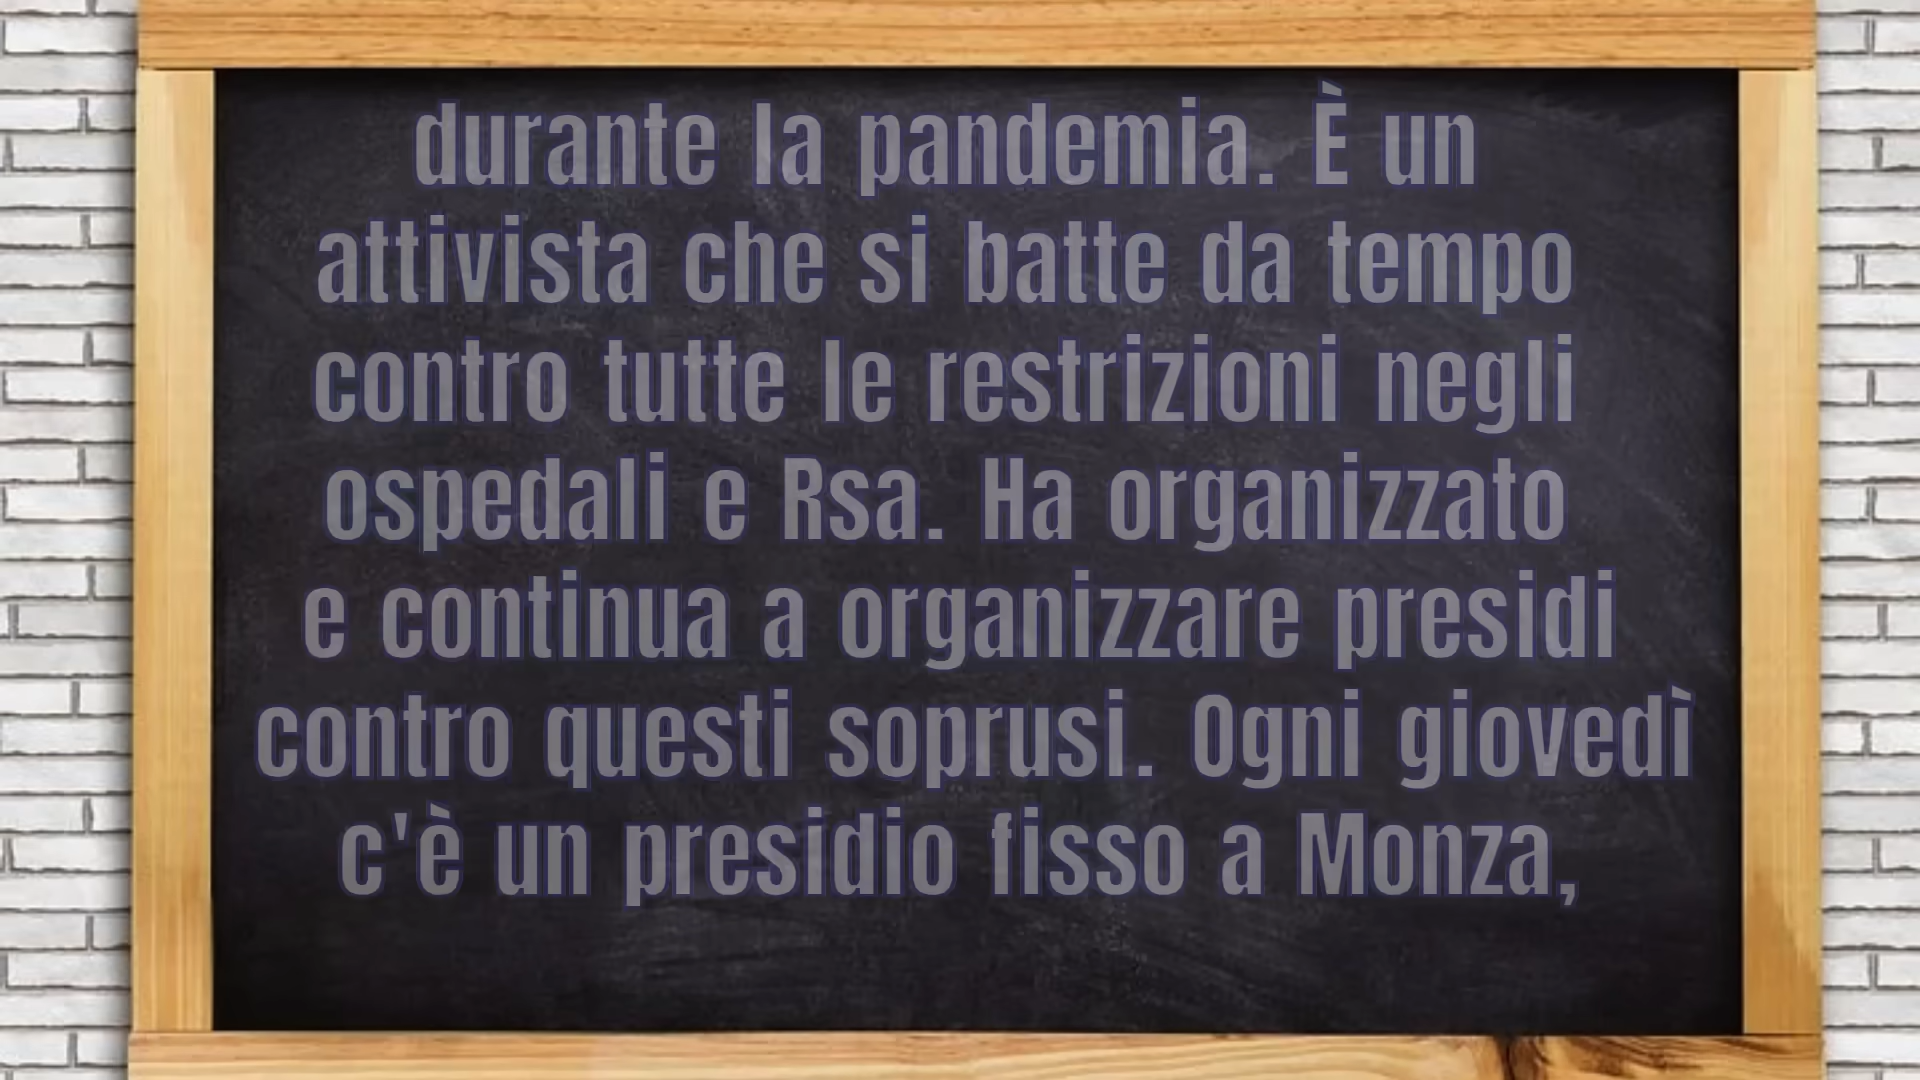 durante la pandemia. È un
attivista che si batte da tempo
contro tutte le restrizioni negli
ospedali e Rsa. Ha organizzato
e continua a organizzare presidi
contro questi soprusi. Ogni giovedì
c'è un presidio fisso a Monza,